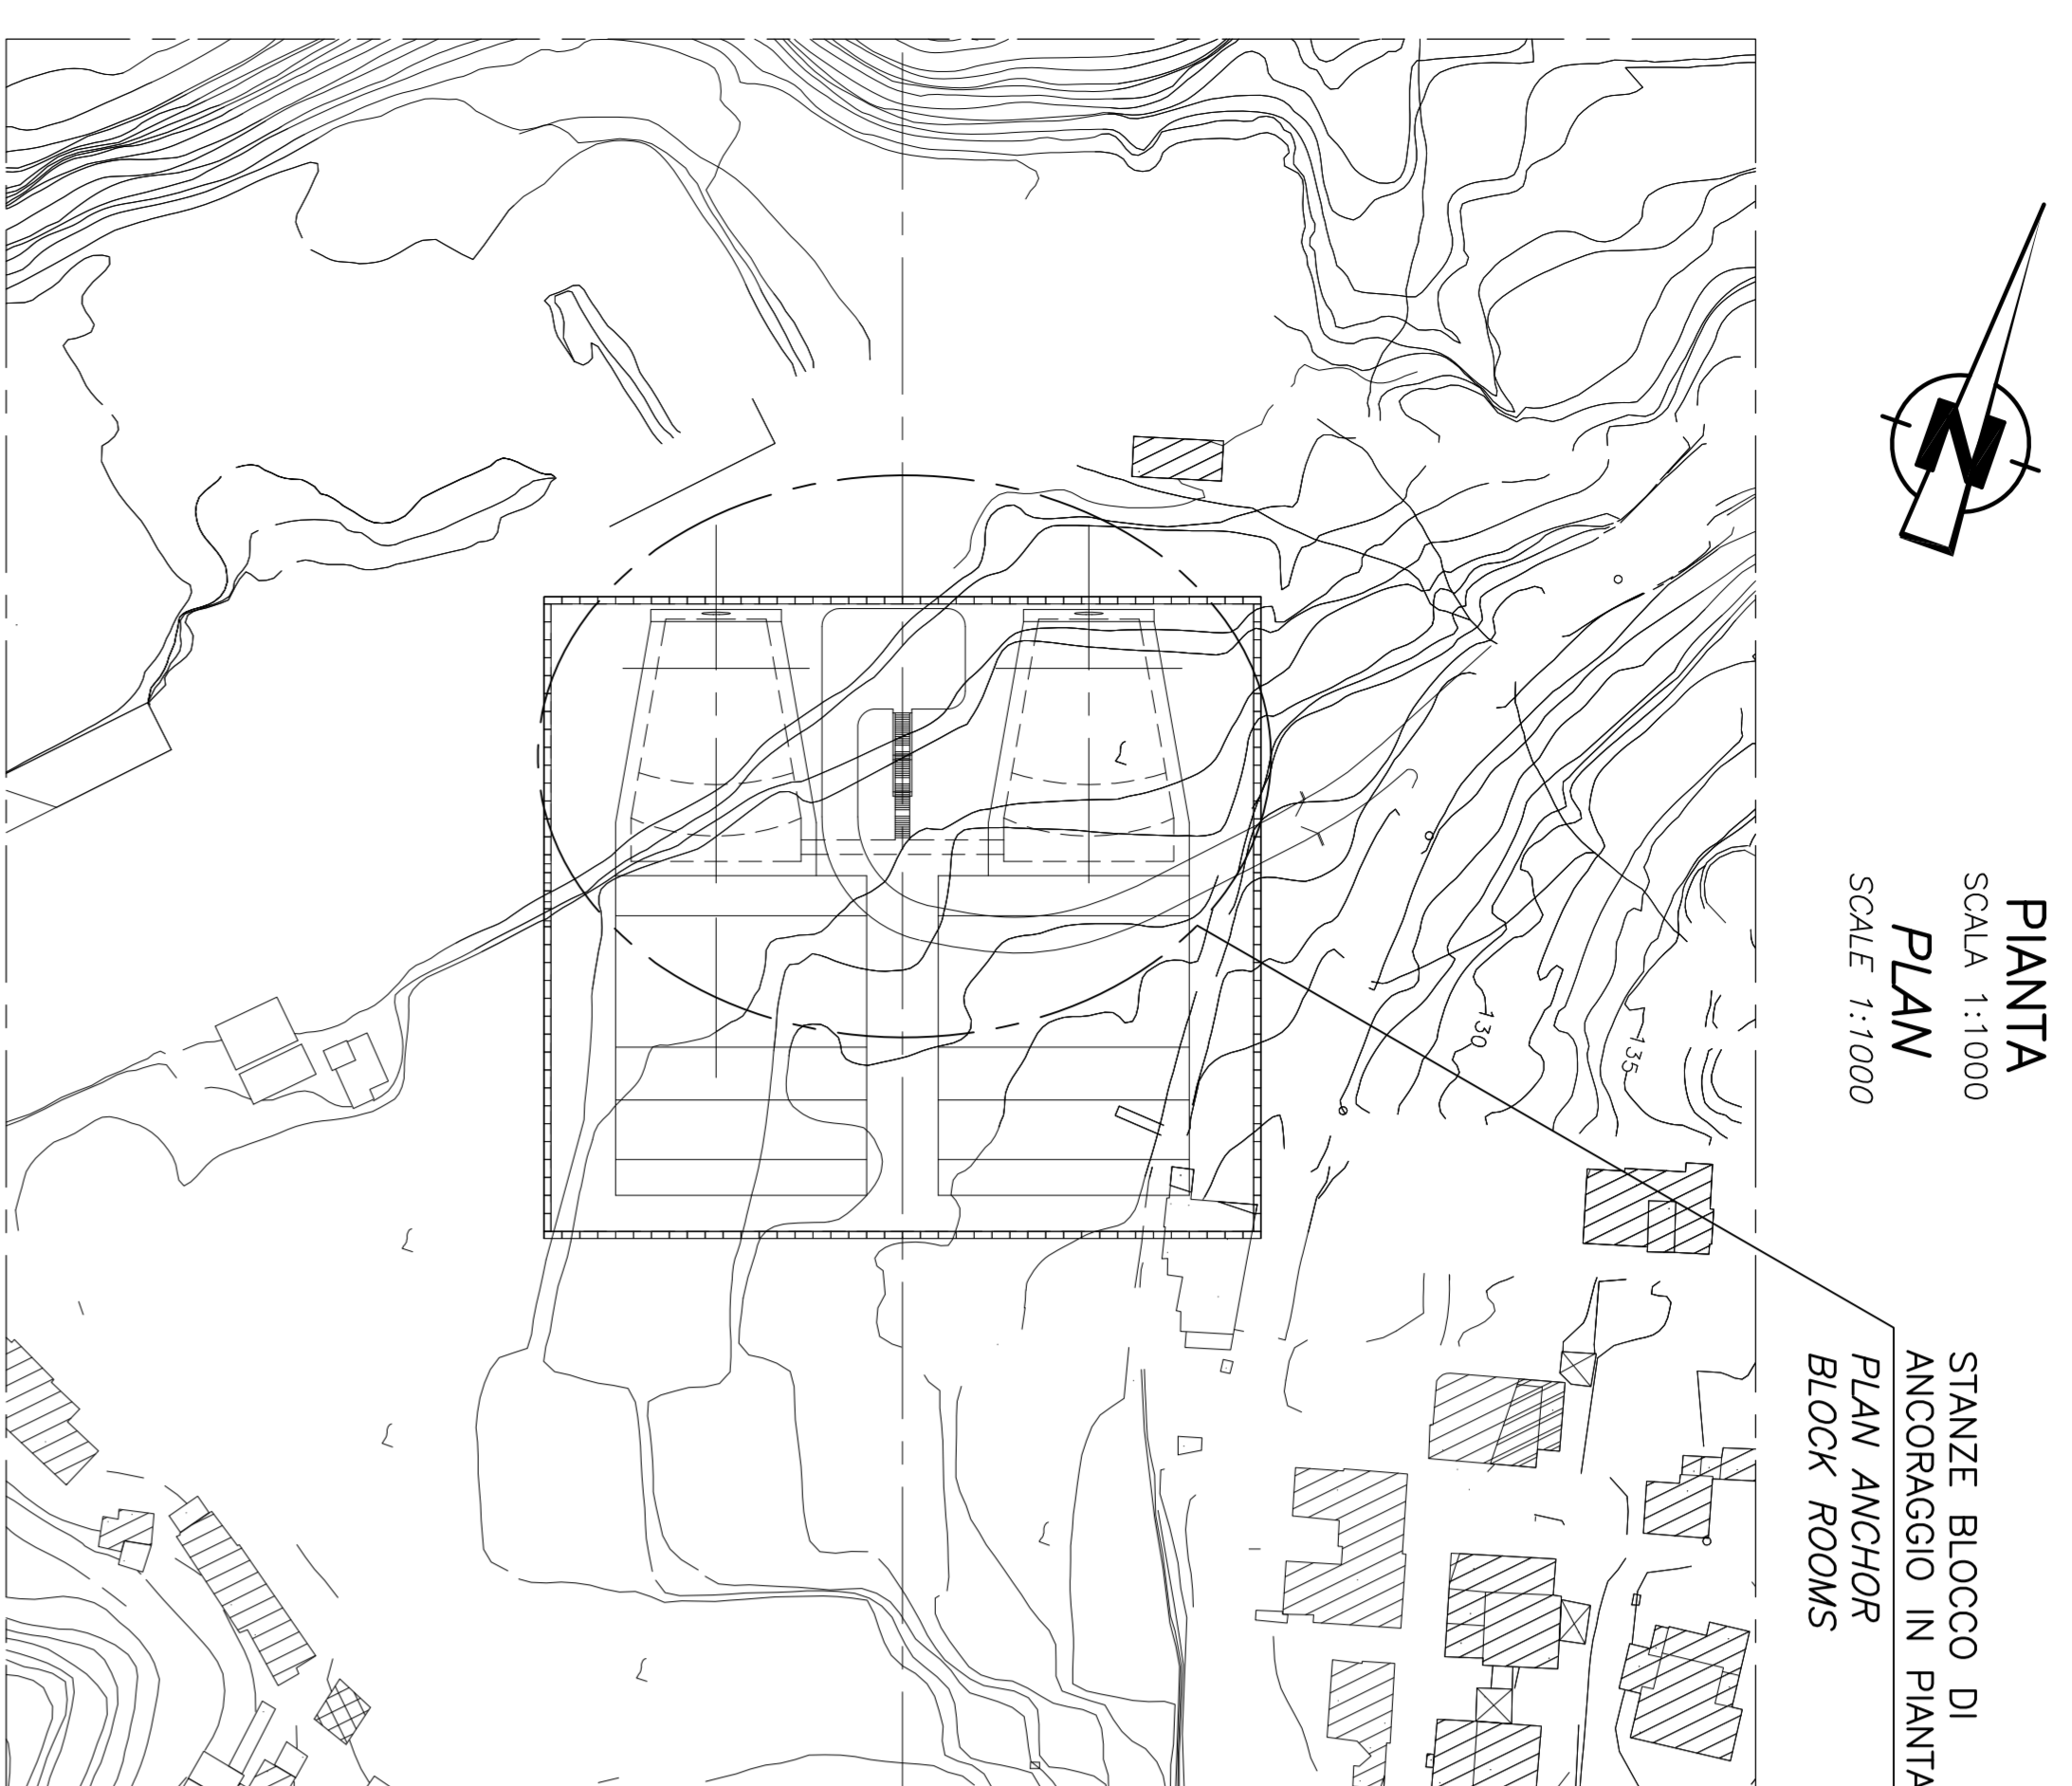 PIANTA
SCALA 1:1000
PLAN
SCALE 1:1000
N
STANZE BLOCCO DI
ANCORAGGIO IN PIANTA
PLAN ANCHOR
BLOCK ROOMS
130
135